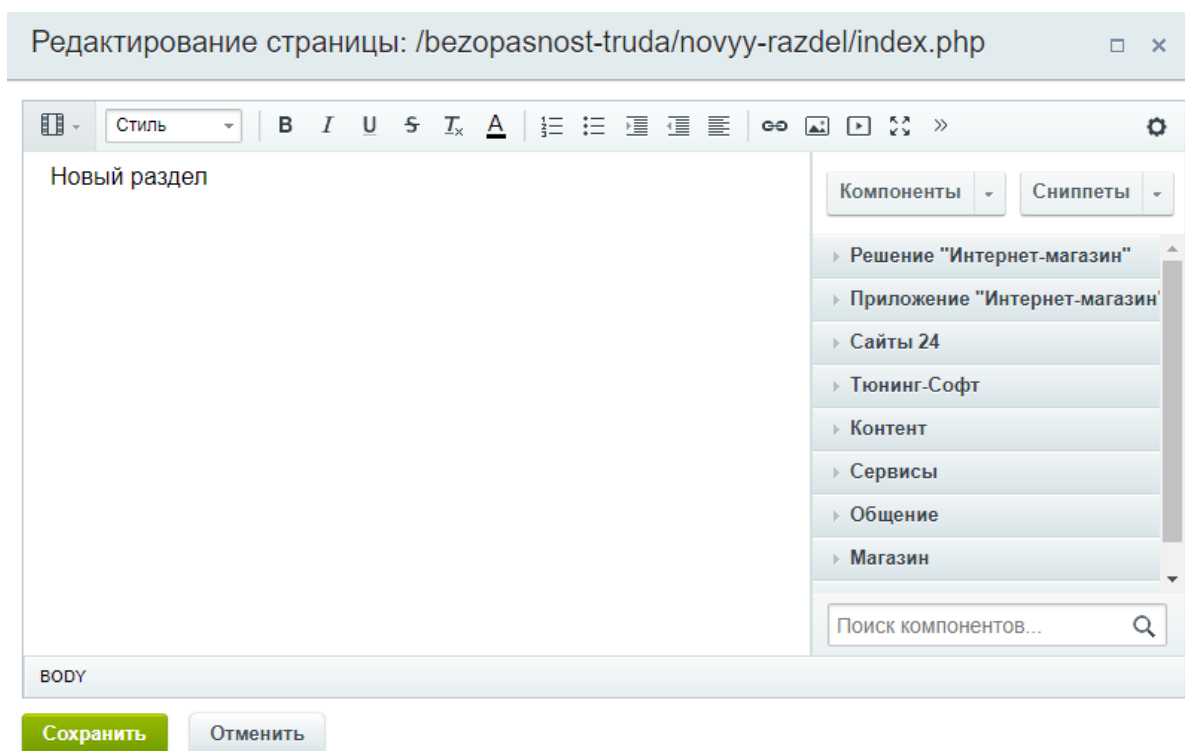 Редактирование страницы: /bezopasnost-truda/novyy-razdel/index.php
Стиль B I U S Tx A
Новый раздел
Компоненты Сниппеты
Решение "Интернет-магазин"
Приложение "Интернет-магазин"
Сайты 24
Тюнинг-Софт
Контент
Сервисы
Общение
Магазин
Поиск компонентов...
BODY
Сохранить Отменить